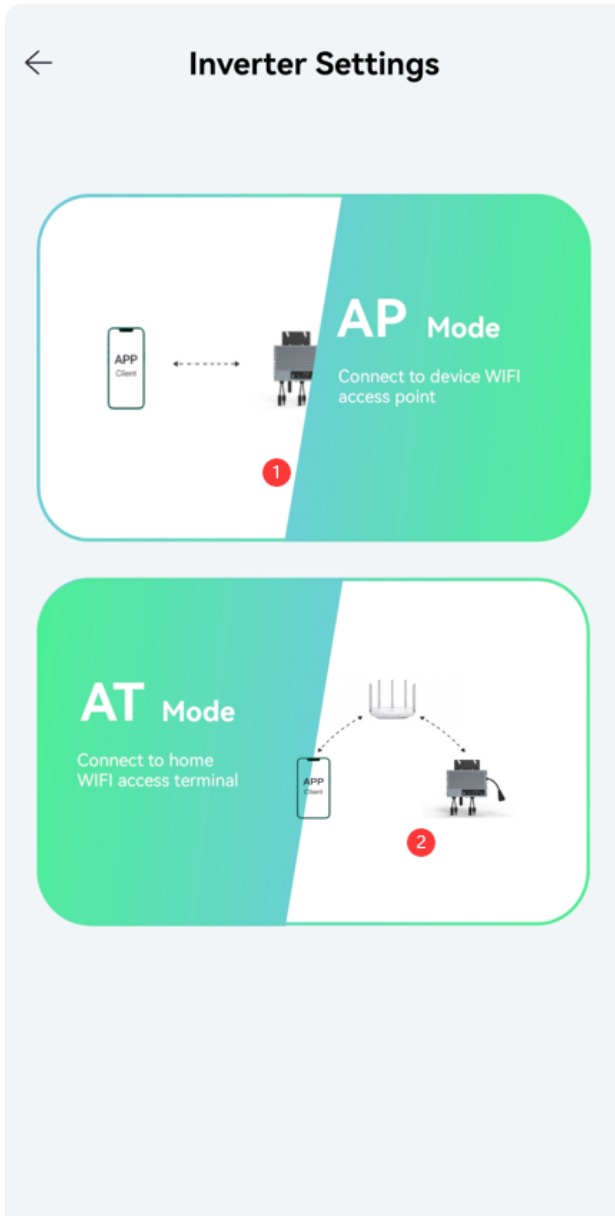 Inverter Settings
APP
Client
AP Mode
Connect to device WIFI
access point
1
AT Mode
Connect to home
WIFI access terminal
APP
Client
2